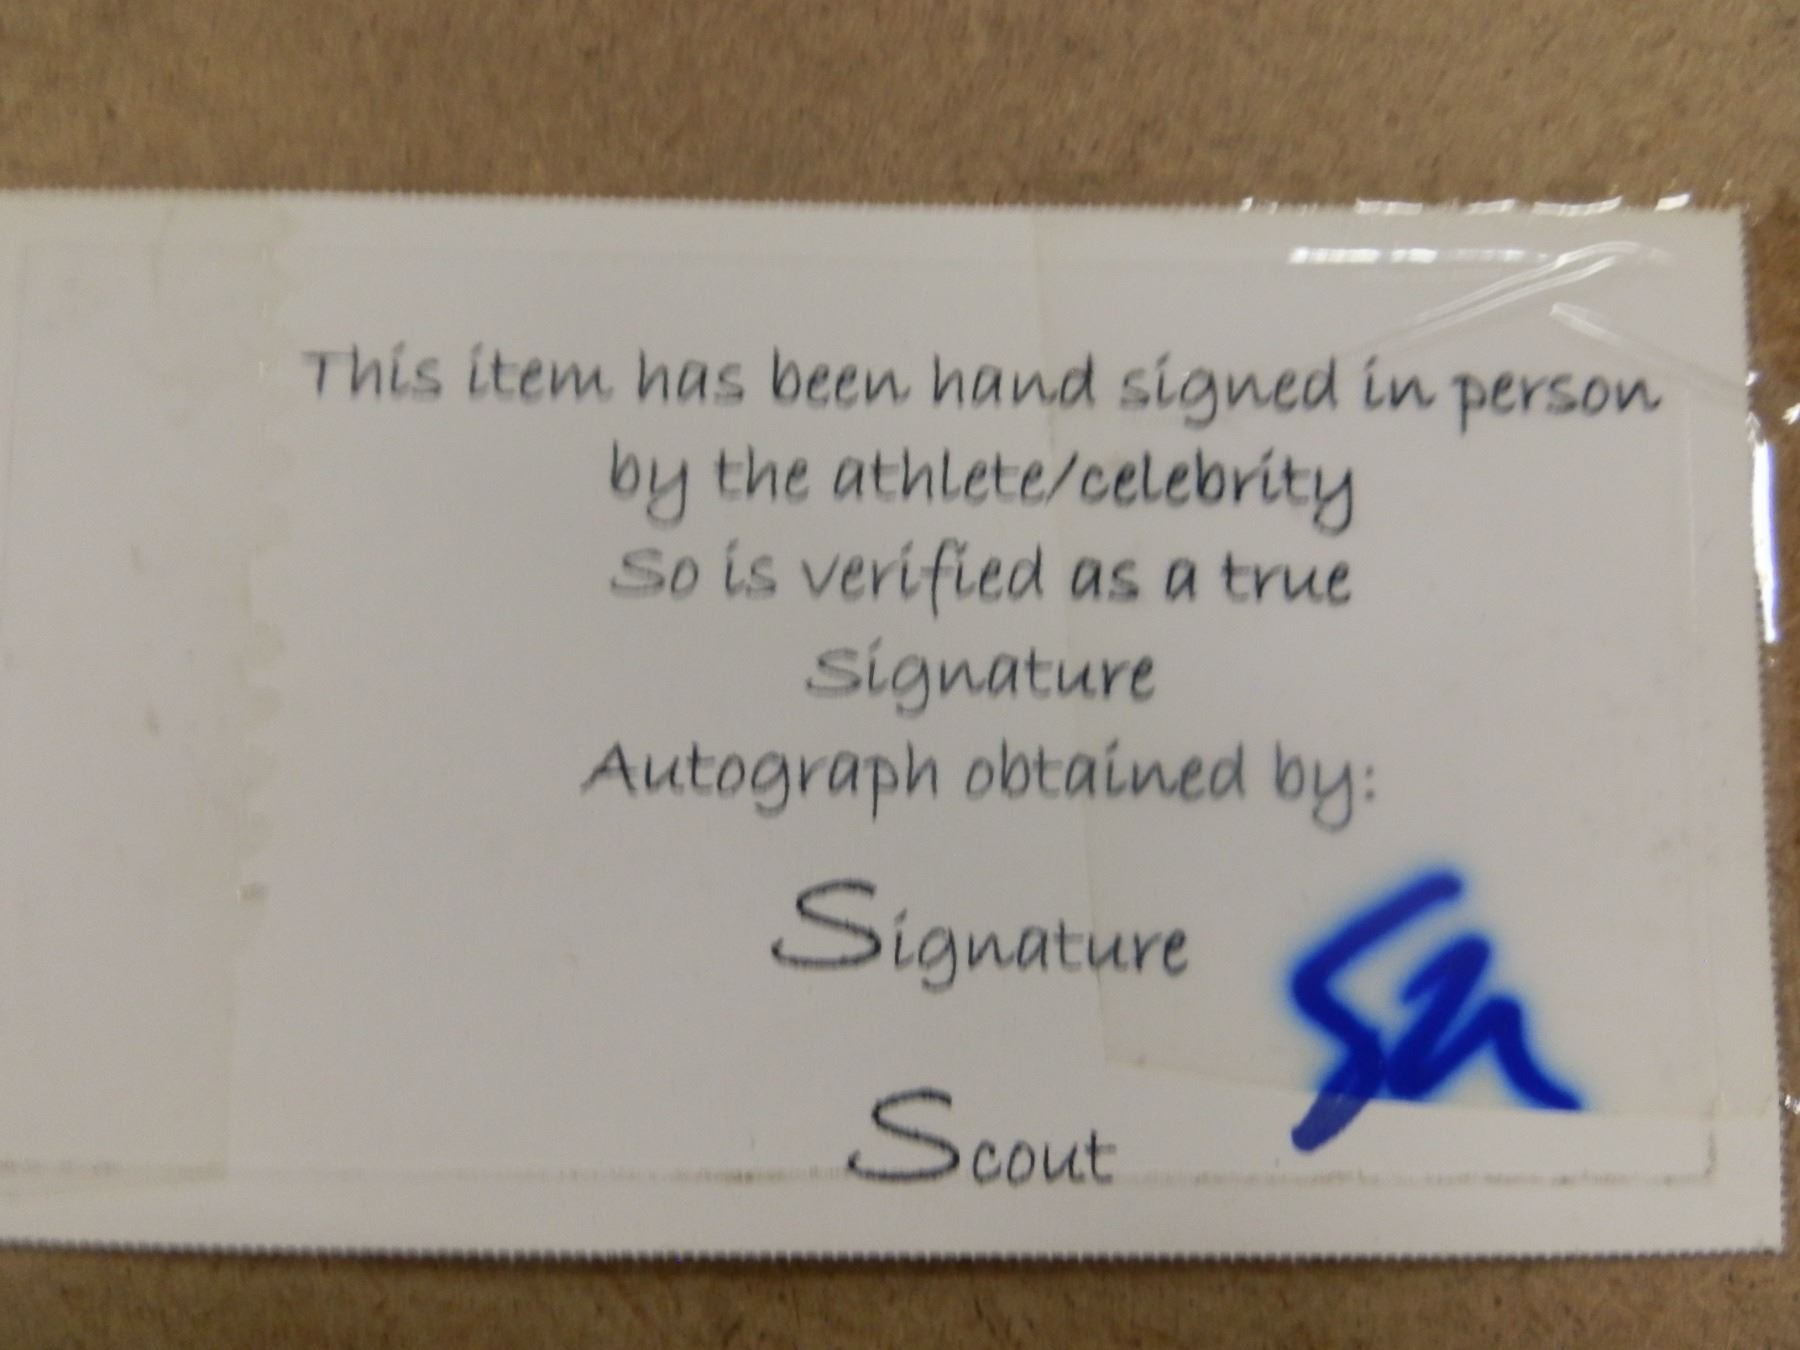 This item has been hand signed in person
by the athlete/celebrity
So is verified as a true
Signature
Autograph obtained by:
Signature
Scout